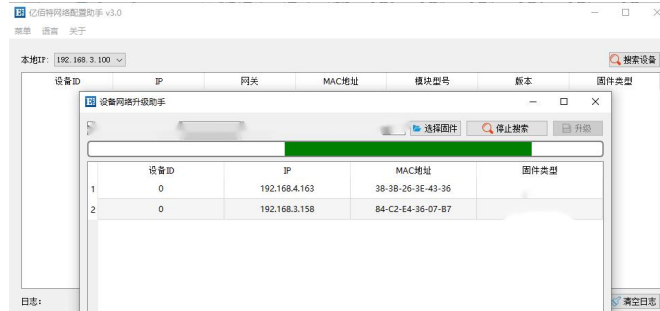 亿佰特网络配置助手 v3.0
菜单 语言 关于
本地IP: 192.168.3.100 搜索设备
设备ID IP 网关 MAC地址 模块型号 版本 固件类型
设备网络升级助手
选择固件 停止搜索 升级
设备ID IP MAC地址 固件类型
1 0 192.168.4.163 38-3B-26-3E-43-36
2 0 192.168.3.158 84-C2-E4-36-07-B7
日志: 清空日志